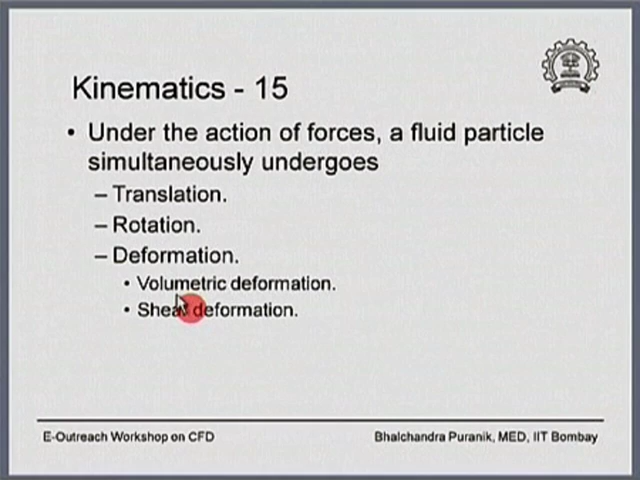 Kinematics - 15
• Under the action of forces, a fluid particle
simultaneously undergoes
– Translation.
– Rotation.
– Deformation.
• Volumetric deformation.
• Shear deformation.
E-Outreach Workshop on CFD
Bhalchandra Puranik, MED, IIT Bombay